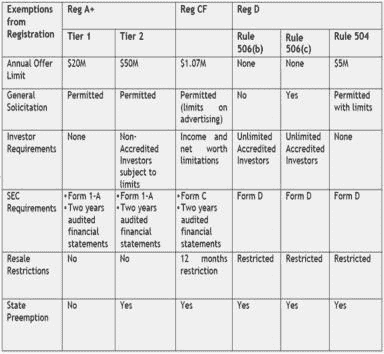 Exemptions from Registration | Reg A+ | Reg CF | Reg D
Tier 1 | Tier 2 | Rule 506(b) | Rule 506(c) | Rule 504
Annual Offer Limit | $20M | $50M | $1.07M | None | None | $5M
General Solicitation | Permitted | Permitted | Permitted (limits on advertising) | No | Yes | Permitted with limits
Investor Requirements | None | Non-Accredited Investors subject to limits | Income and net worth limitations | Unlimited Accredited Investors | Unlimited Accredited Investors | None
SEC Requirements | •Form 1-A •Two years audited financial statements | •Form 1-A •Two years audited financial statements | •Form C •Two years audited financial statements | Form D | Form D | Form D
Resale Restrictions | No | No | 12 months restriction | Restricted | Restricted | Restricted
State Preemption | No | Yes | Yes | Yes | Yes | Yes